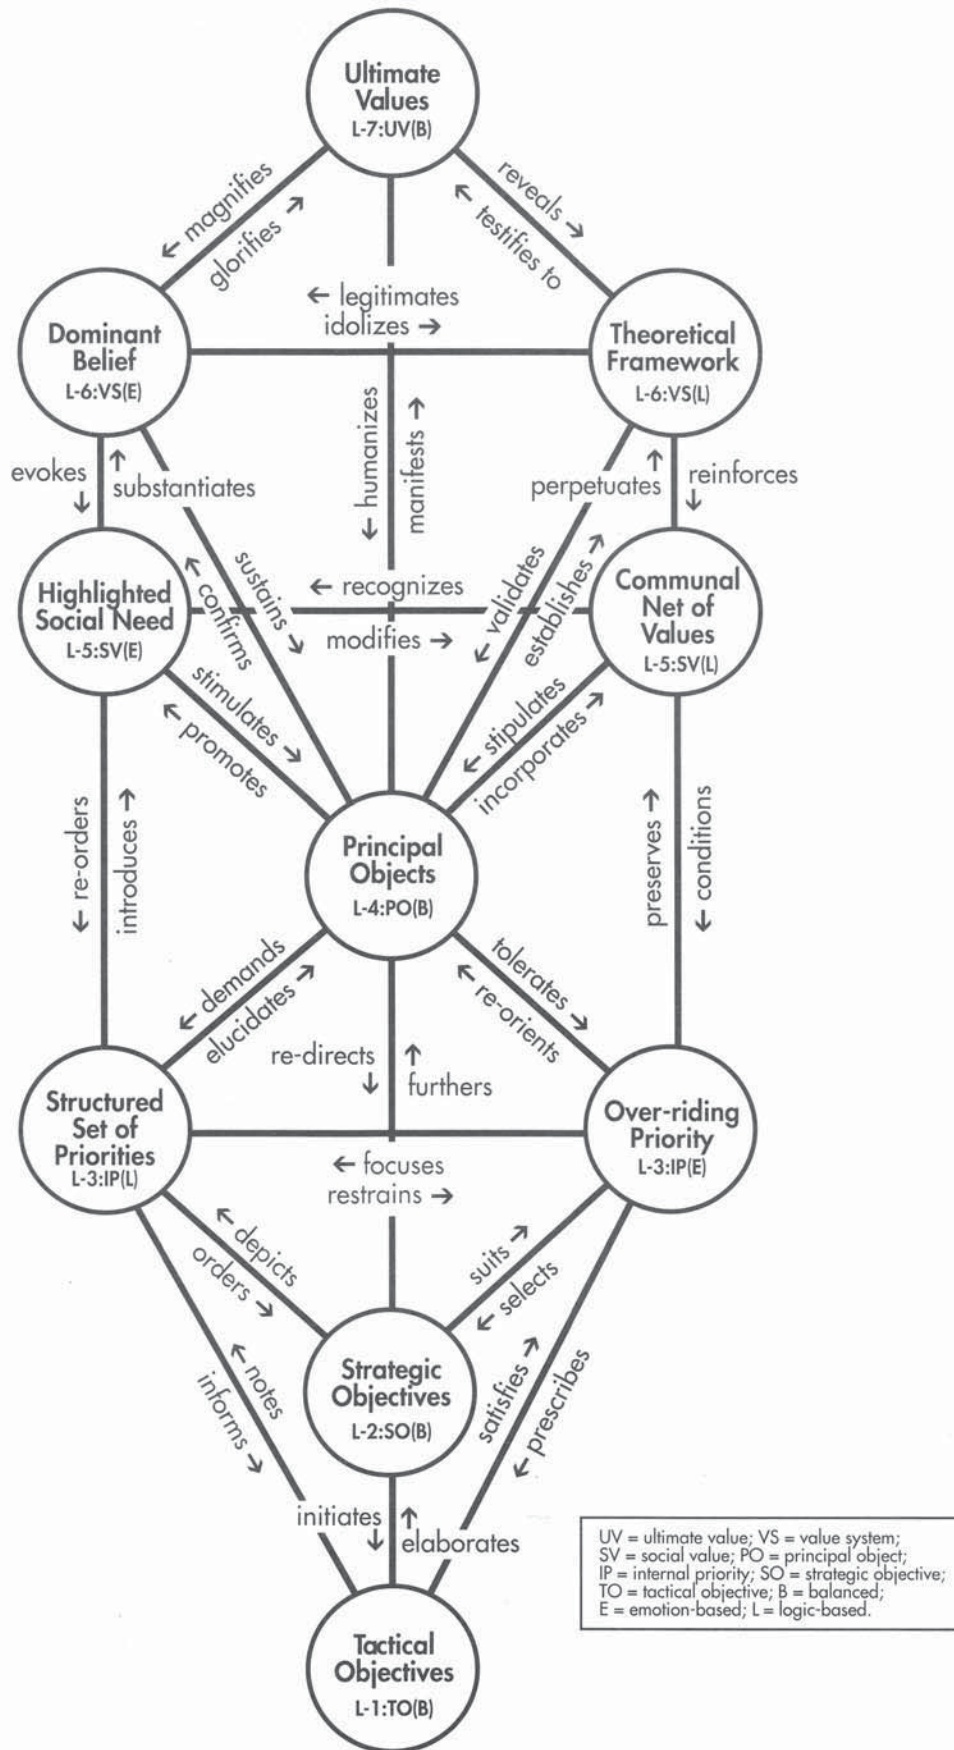 Ultimate
Values
L-7:UV(B)
← magnifies
glorifies →
reveals →
← testifies to
← legitimates
idolizes →
Dominant
Belief
L-6:VS(E)
Theoretical
Framework
L-6:VS(L)
← humanizes
manifests →
evokes
↓
↑
substantiates
perpetuates
↑
reinforces
↓
sustains →
← confirms
← validates
establishes →
← recognizes
modifies →
Highlighted
Social Need
L-5:SV(E)
Communal
Net of
Values
L-5:SV(L)
stimulates →
← promotes
← stipulates
incorporates →
← re-orders
introduces →
preserves →
← conditions
Principal
Objects
L-4:PO(B)
← demands
elucidates →
tolerates →
← re-orients
re-directs
↓
↑
furthers
Structured
Set of
Priorities
L-3:IP(L)
Over-riding
Priority
L-3:IP(E)
← focuses
restrains →
← depicts
orders →
suits →
← selects
Strategic
Objectives
L-2:SO(B)
← notes
informs →
satisfies →
← prescribes
initiates
↓
↑
elaborates
Tactical
Objectives
L-1:TO(B)
UV = ultimate value; VS = value system;
SV = social value; PO = principal object;
IP = internal priority; SO = strategic objective;
TO = tactical objective; B = balanced;
E = emotion-based; L = logic-based.